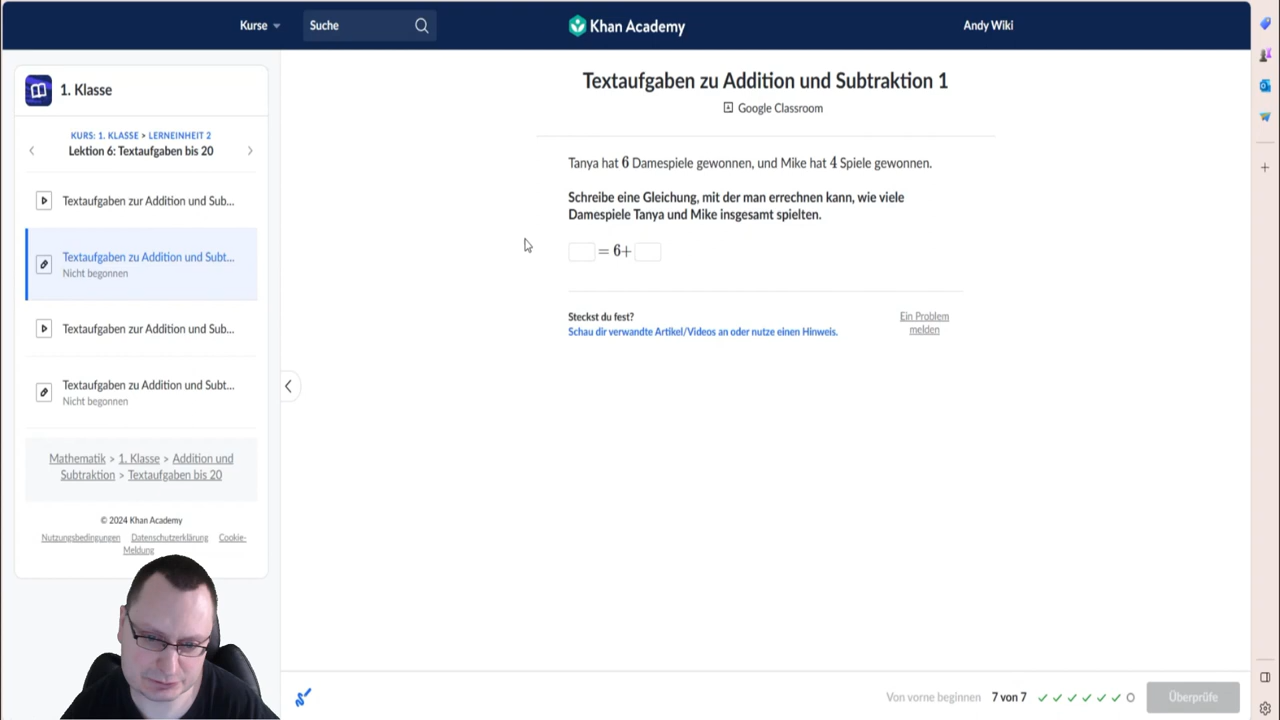 Kurse
Suche
Khan Academy
Andy Wiki
1. Klasse
KURS: 1. KLASSE > LERNEINHEIT 2
Lektion 6: Textaufgaben bis 20
Textaufgaben zur Addition und Sub...
Textaufgaben zu Addition und Subt...
Nicht begonnen
Textaufgaben zur Addition und Sub...
Textaufgaben zu Addition und Subt...
Nicht begonnen
Mathematik > 1. Klasse > Addition und
Subtraktion > Textaufgaben bis 20
© 2024 Khan Academy
Nutzungsbedingungen Datenschutzerklärung Cookie-
Meldung
Textaufgaben zu Addition und Subtraktion 1
Google Classroom
Tanya hat 6 Damespiele gewonnen, und Mike hat 4 Spiele gewonnen.
Schreibe eine Gleichung, mit der man errechnen kann, wie viele
Damespiele Tanya und Mike insgesamt spielten.
= 6+
Steckst du fest?
Schau dir verwandte Artikel/Videos an oder nutze einen Hinweis.
Ein Problem
melden
Von vorne beginnen 7 von 7
Überprüfe